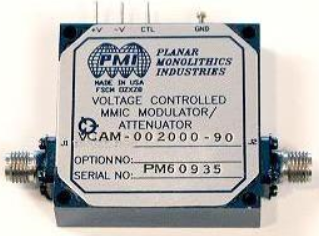 +V -V CTL GND
PMI PLANAR
MONOLITHICS
INDUSTRIES
MADE IN USA
FSCM OZXZ0
VOLTAGE CONTROLLED
MMIC MODULATOR/
ATTENUATOR
VCAM-002000-90
J1 J2
OPTION NO:
SERIAL NO: PM60935